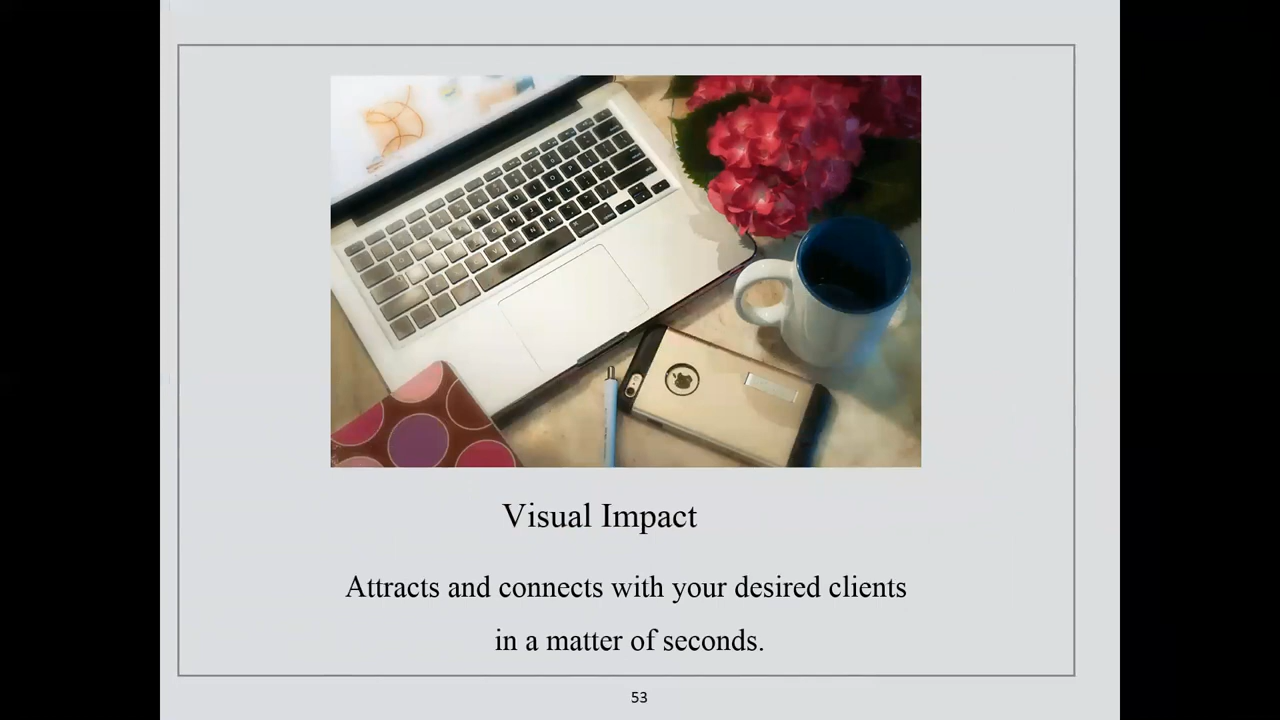 Visual Impact
Attracts and connects with your desired clients
in a matter of seconds.
53